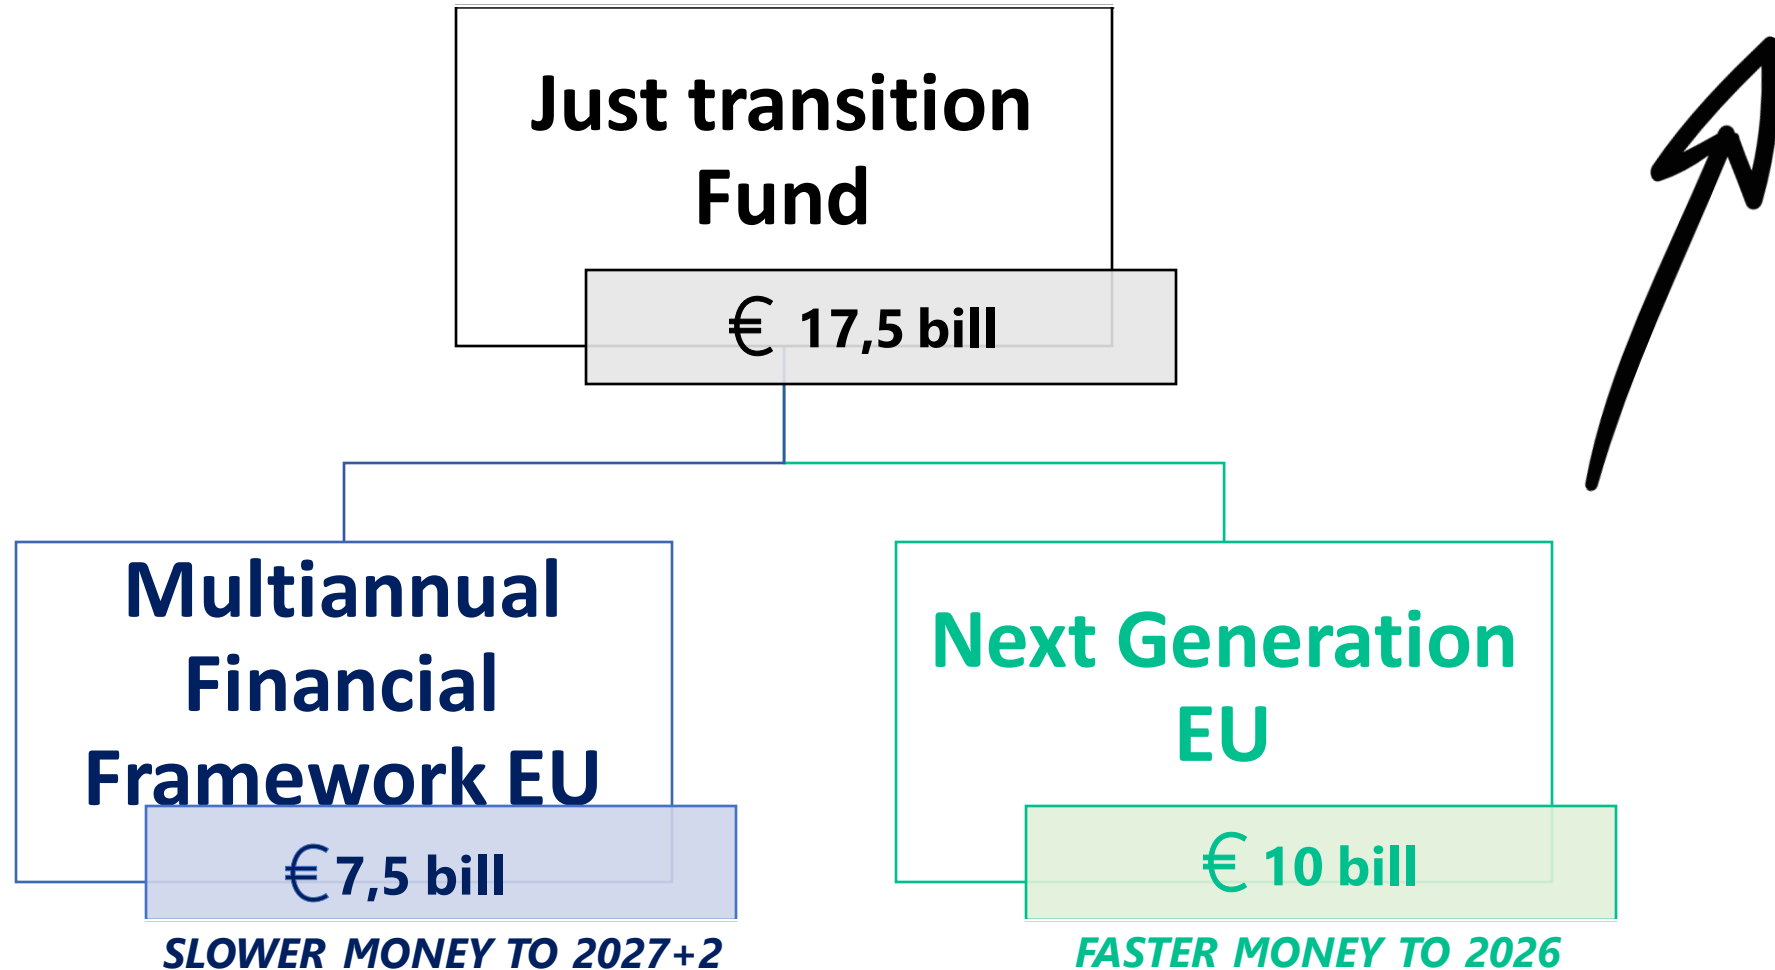 Just transition
Fund
€ 17,5 bill
Multiannual
Financial
Framework EU
€ 7,5 bill
SLOWER MONEY TO 2027+2
Next Generation
EU
€ 10 bill
FASTER MONEY TO 2026